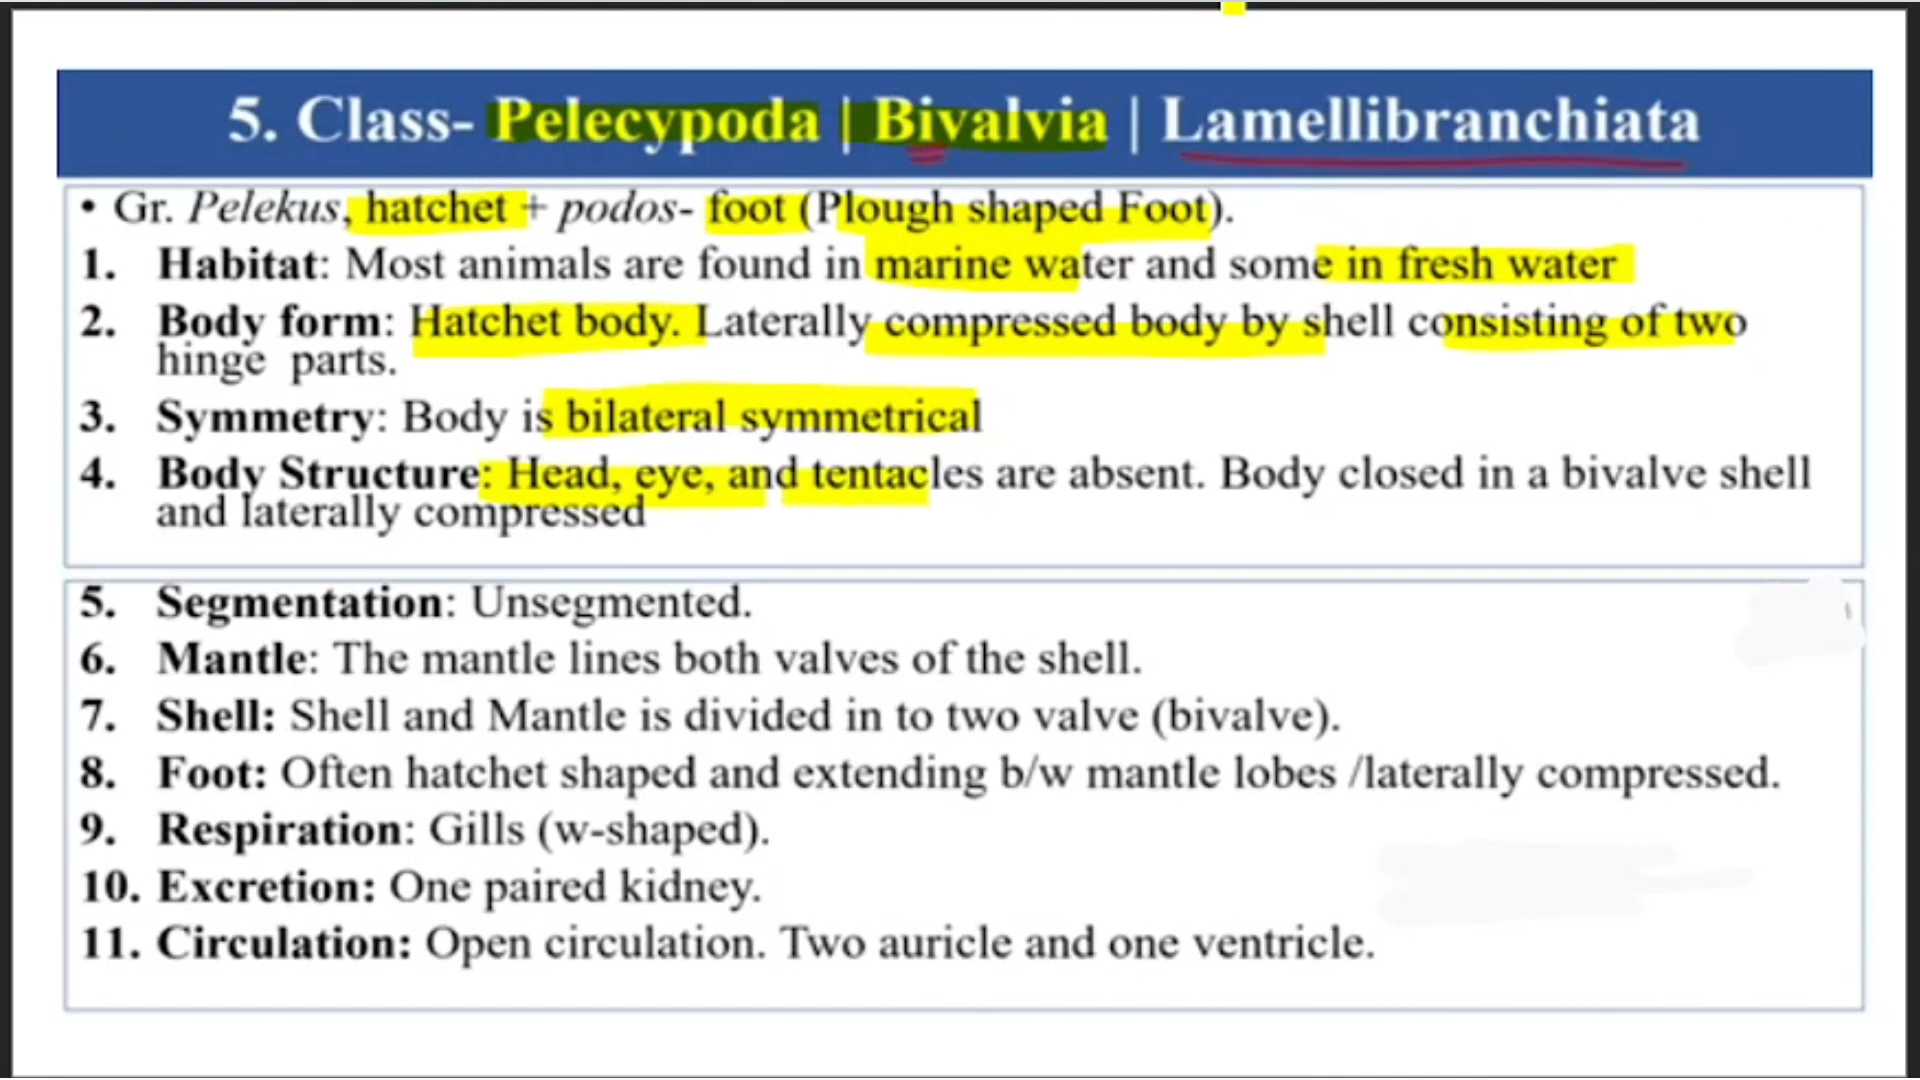 5. Class- Pelecypoda | Bivalvia | Lamellibranchiata
• Gr. Pelekus, hatchet + podos- foot (Plough shaped Foot).
1. Habitat: Most animals are found in marine water and some in fresh water
2. Body form: Hatchet body. Laterally compressed body by shell consisting of two
hinge parts.
3. Symmetry: Body is bilateral symmetrical
4. Body Structure: Head, eye, and tentacles are absent. Body closed in a bivalve shell
and laterally compressed
5. Segmentation: Unsegmented.
6. Mantle: The mantle lines both valves of the shell.
7. Shell: Shell and Mantle is divided in to two valve (bivalve).
8. Foot: Often hatchet shaped and extending b/w mantle lobes /laterally compressed.
9. Respiration: Gills (w-shaped).
10. Excretion: One paired kidney.
11. Circulation: Open circulation. Two auricle and one ventricle.